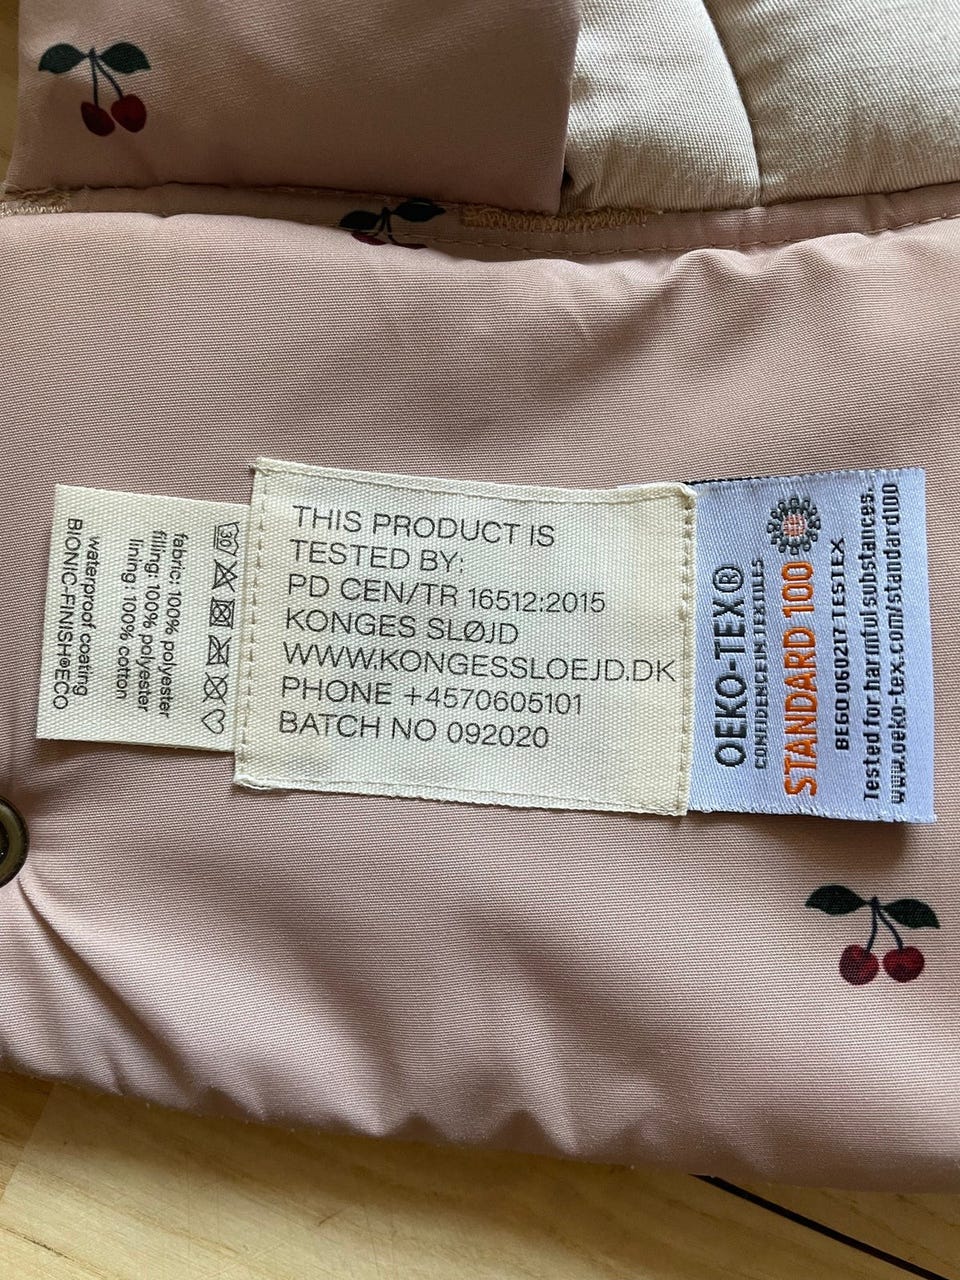 THIS PRODUCT IS
TESTED BY:
PD CEN/TR 16512:2015
KONGES SLØJD
WWW.KONGESSLOEJD.DK
PHONE +4570605101
BATCH NO 092020
30
fabric: 100% polyester
filling: 100% polyester
lining: 100% cotton
waterproof coating
BIONIC-FINISH®ECO
OEKO-TEX®
CONFIDENCE IN TEXTILES
STANDARD 100
BEGO 060217 TESTEX
Tested for harmful substances.
www.oeko-tex.com/standard100